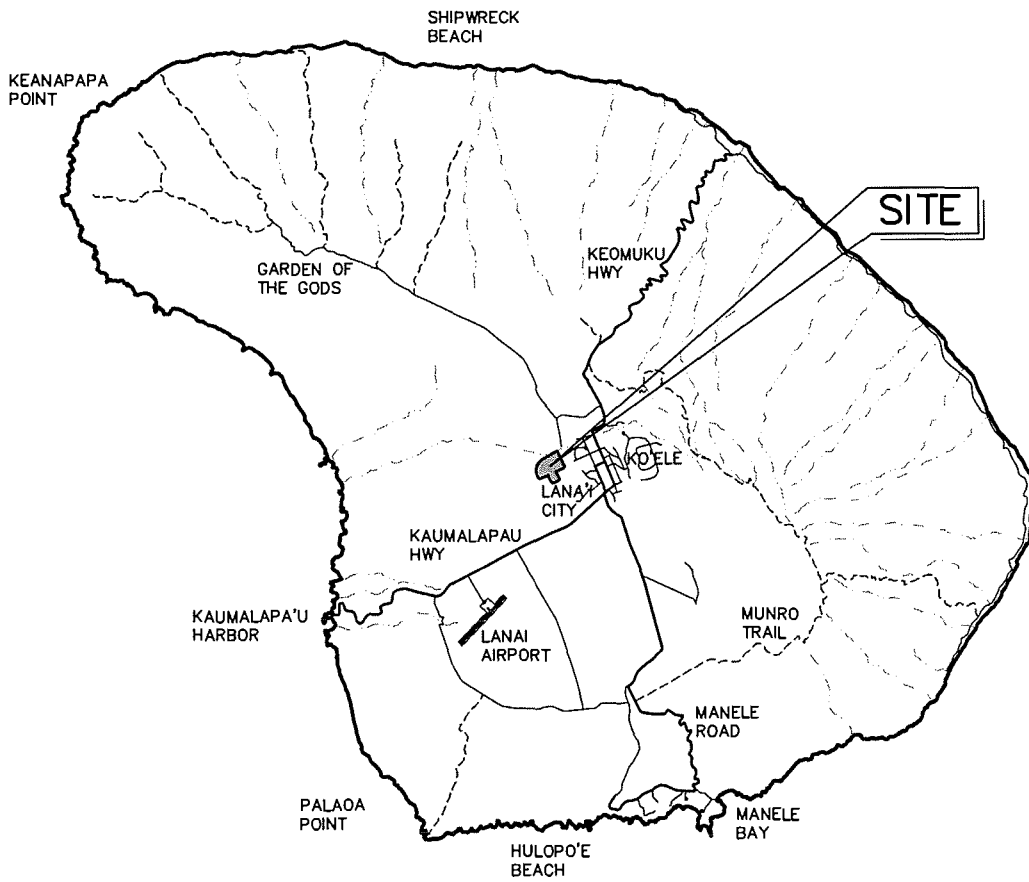 SHIPWRECK
BEACH
KEANAPAPA
POINT
SITE
KEOMUKU
HWY
GARDEN OF
THE GODS
KO'ELE
LANA'I
CITY
KAUMALAPAU
HWY
KAUMALAPA'U
HARBOR
LANAI
AIRPORT
MUNRO
TRAIL
MANELE
ROAD
PALAOA
POINT
MANELE
BAY
HULOPO'E
BEACH